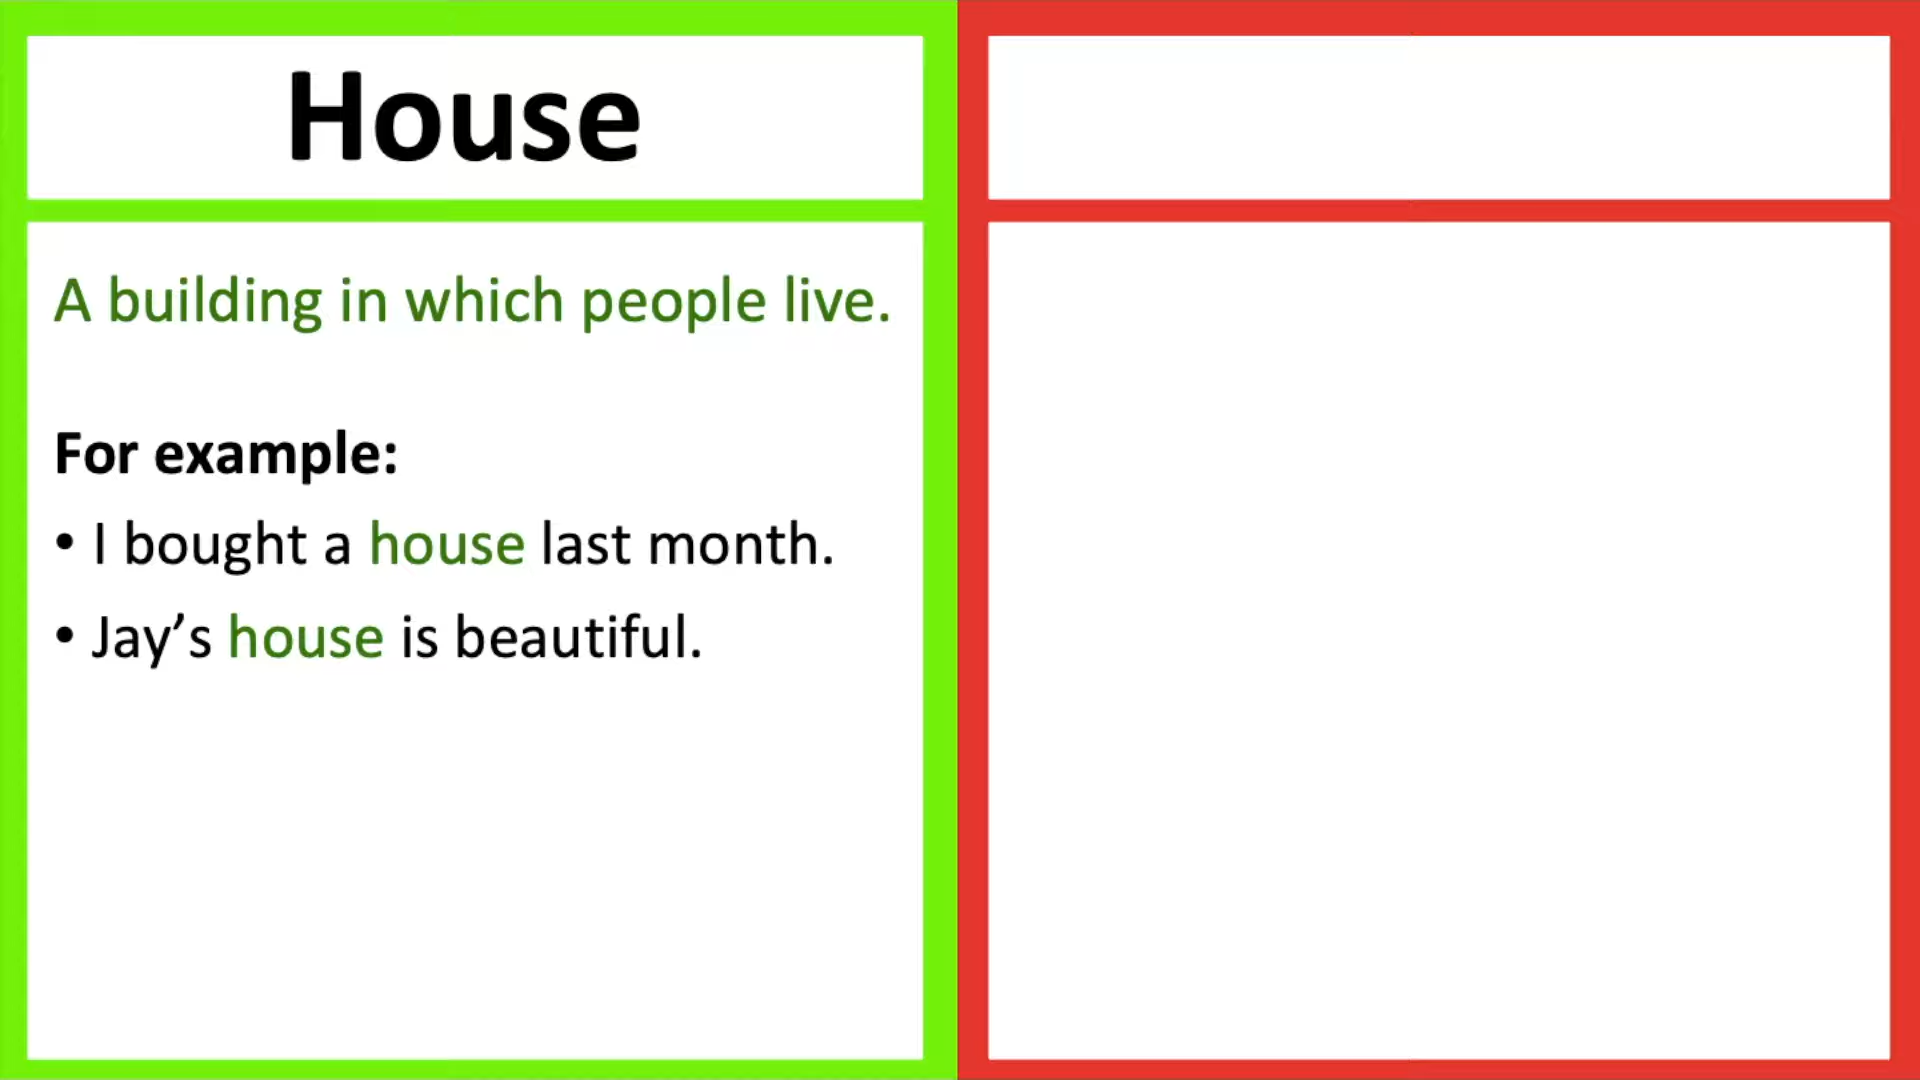 House
A building in which people live.
For example:
• I bought a house last month.
• Jay’s house is beautiful.